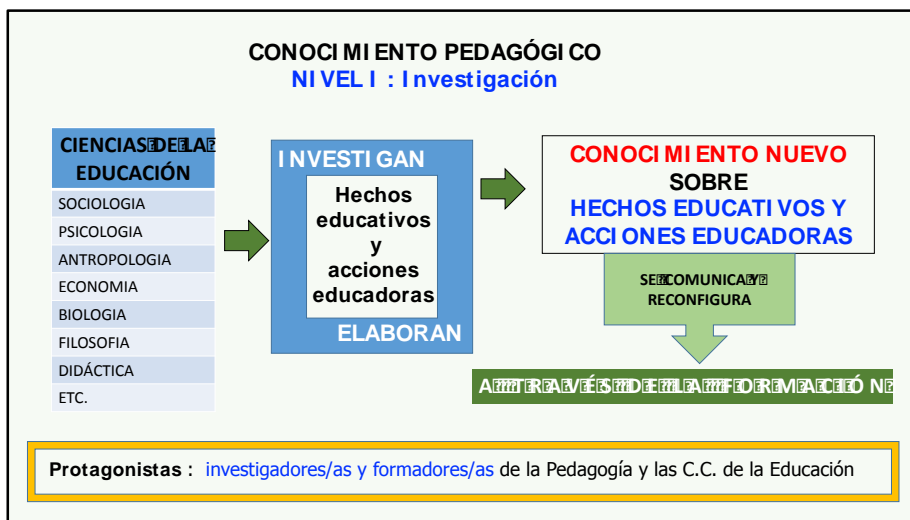 CONOCIMIENTO PEDAGÓGICO
NIVEL I : Investigación
CIENCIAS DE LA
EDUCACIÓN
SOCIOLOGIA
PSICOLOGIA
ANTROPOLOGIA
ECONOMIA
BIOLOGIA
FILOSOFIA
DIDÁCTICA
ETC.
INVESTIGAN
Hechos
educativos
y
acciones
educadoras
ELABORAN
CONOCIMIENTO NUEVO
SOBRE
HECHOS EDUCATIVOS Y
ACCIONES EDUCADORAS
SE COMUNICA Y
RECONFIGURA
A TRAVÉS DE LA FORMACIÓN
Protagonistas : investigadores/as y formadores/as de la Pedagogía y las C.C. de la Educación